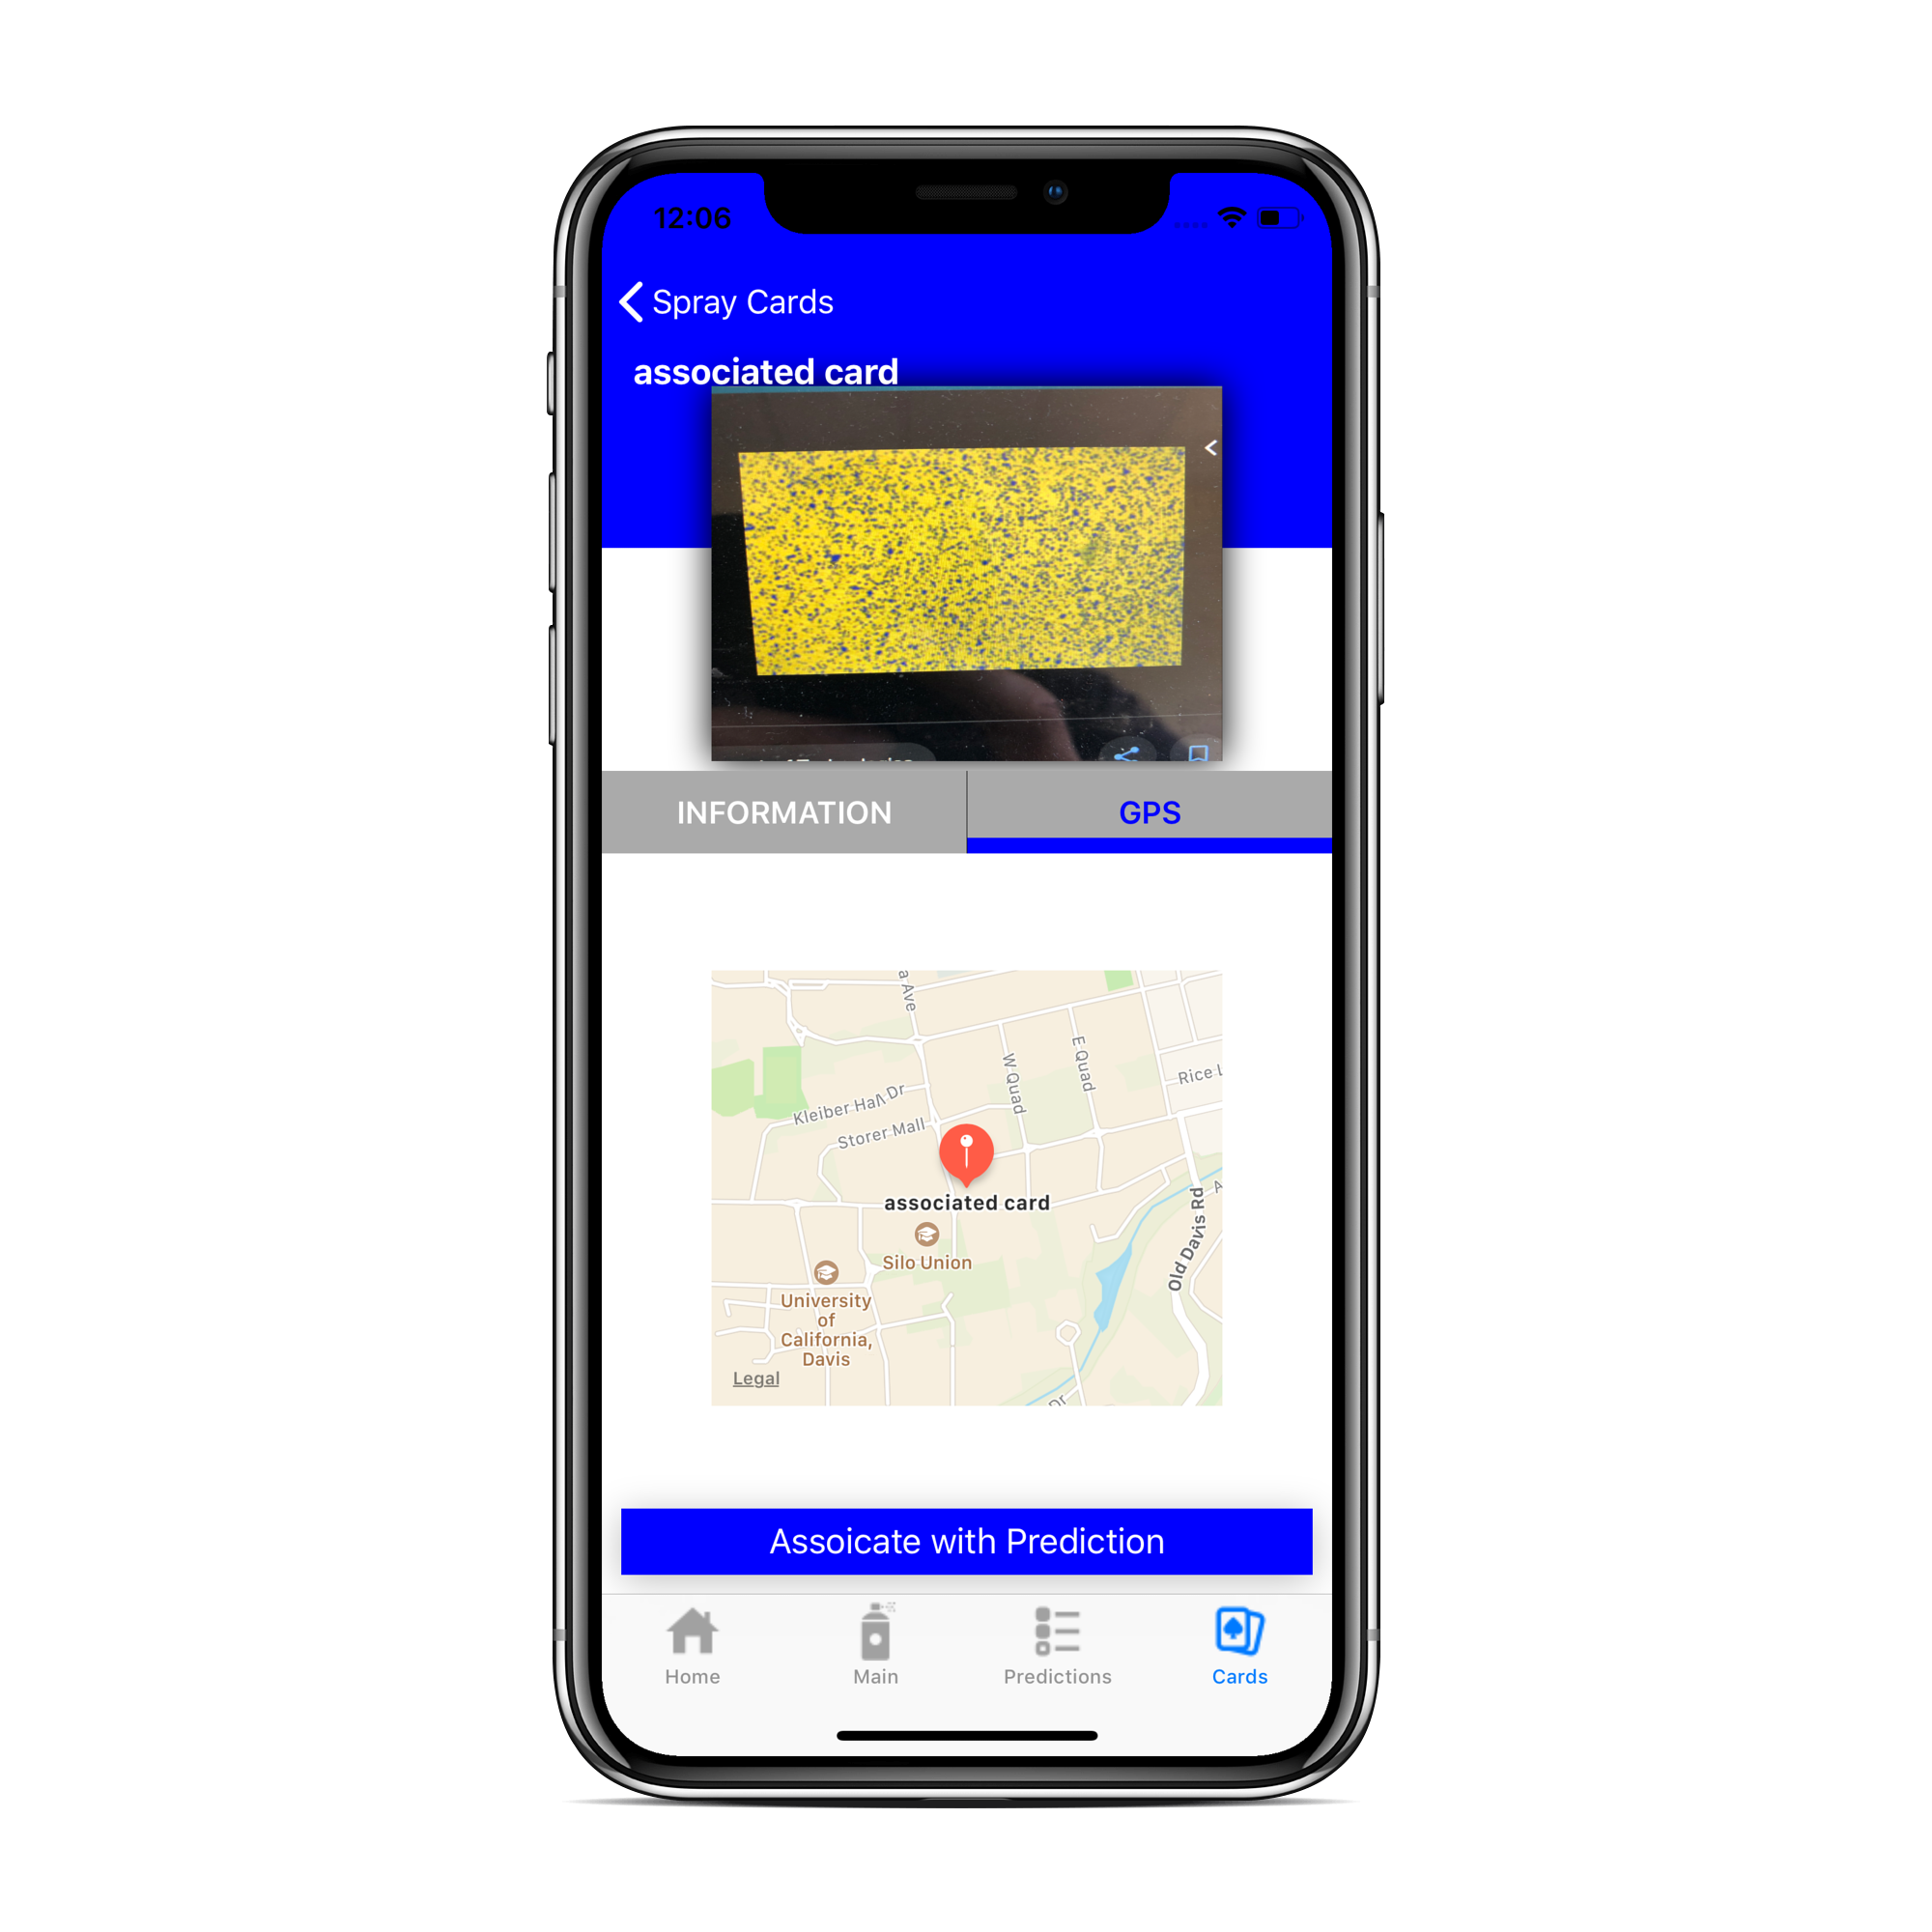 12:06
Spray Cards
associated card
INFORMATION
GPS
a Ave
W Quad
E Quad
Rice L
Kleiber Hall Dr
Storer Mall
associated card
Silo Union
Old Davis Rd
University
of
California,
Davis
Legal
Dr
Assoicate with Prediction
Home
Main
Predictions
Cards